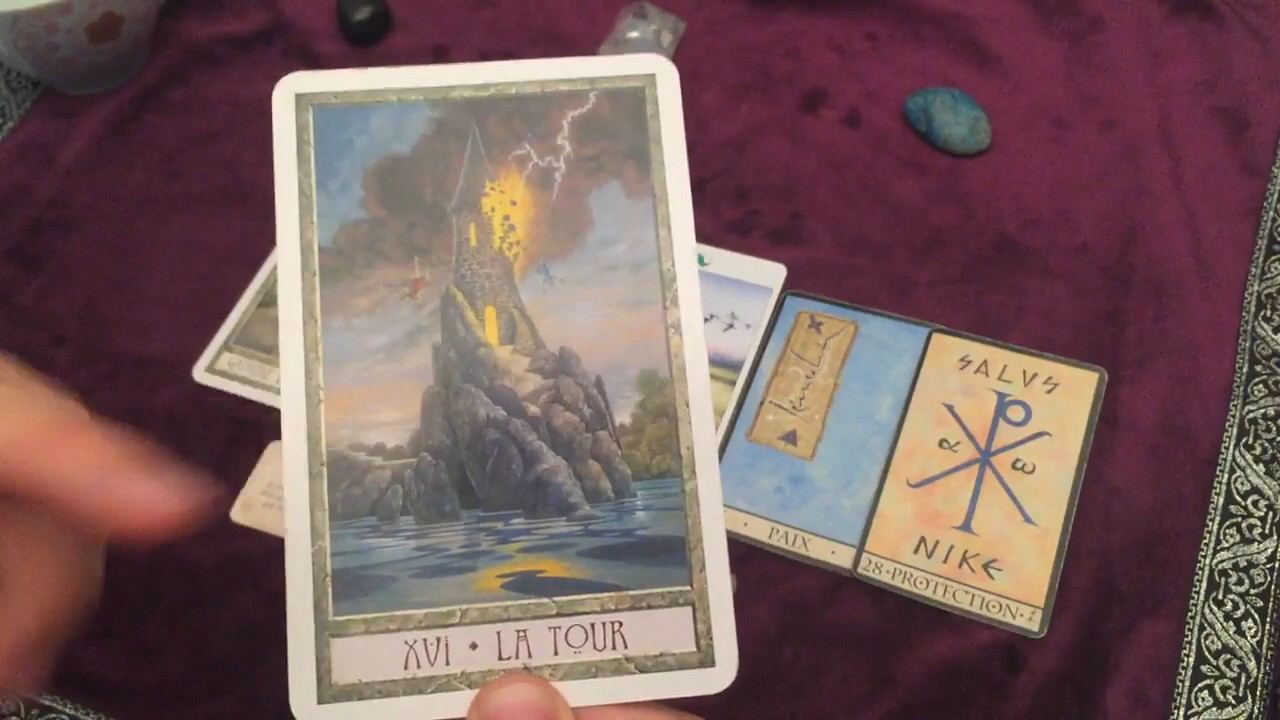 XVI • LA TOUR
• PAIX •
SALVS
R ω
NIKE
28•PROTECTION•